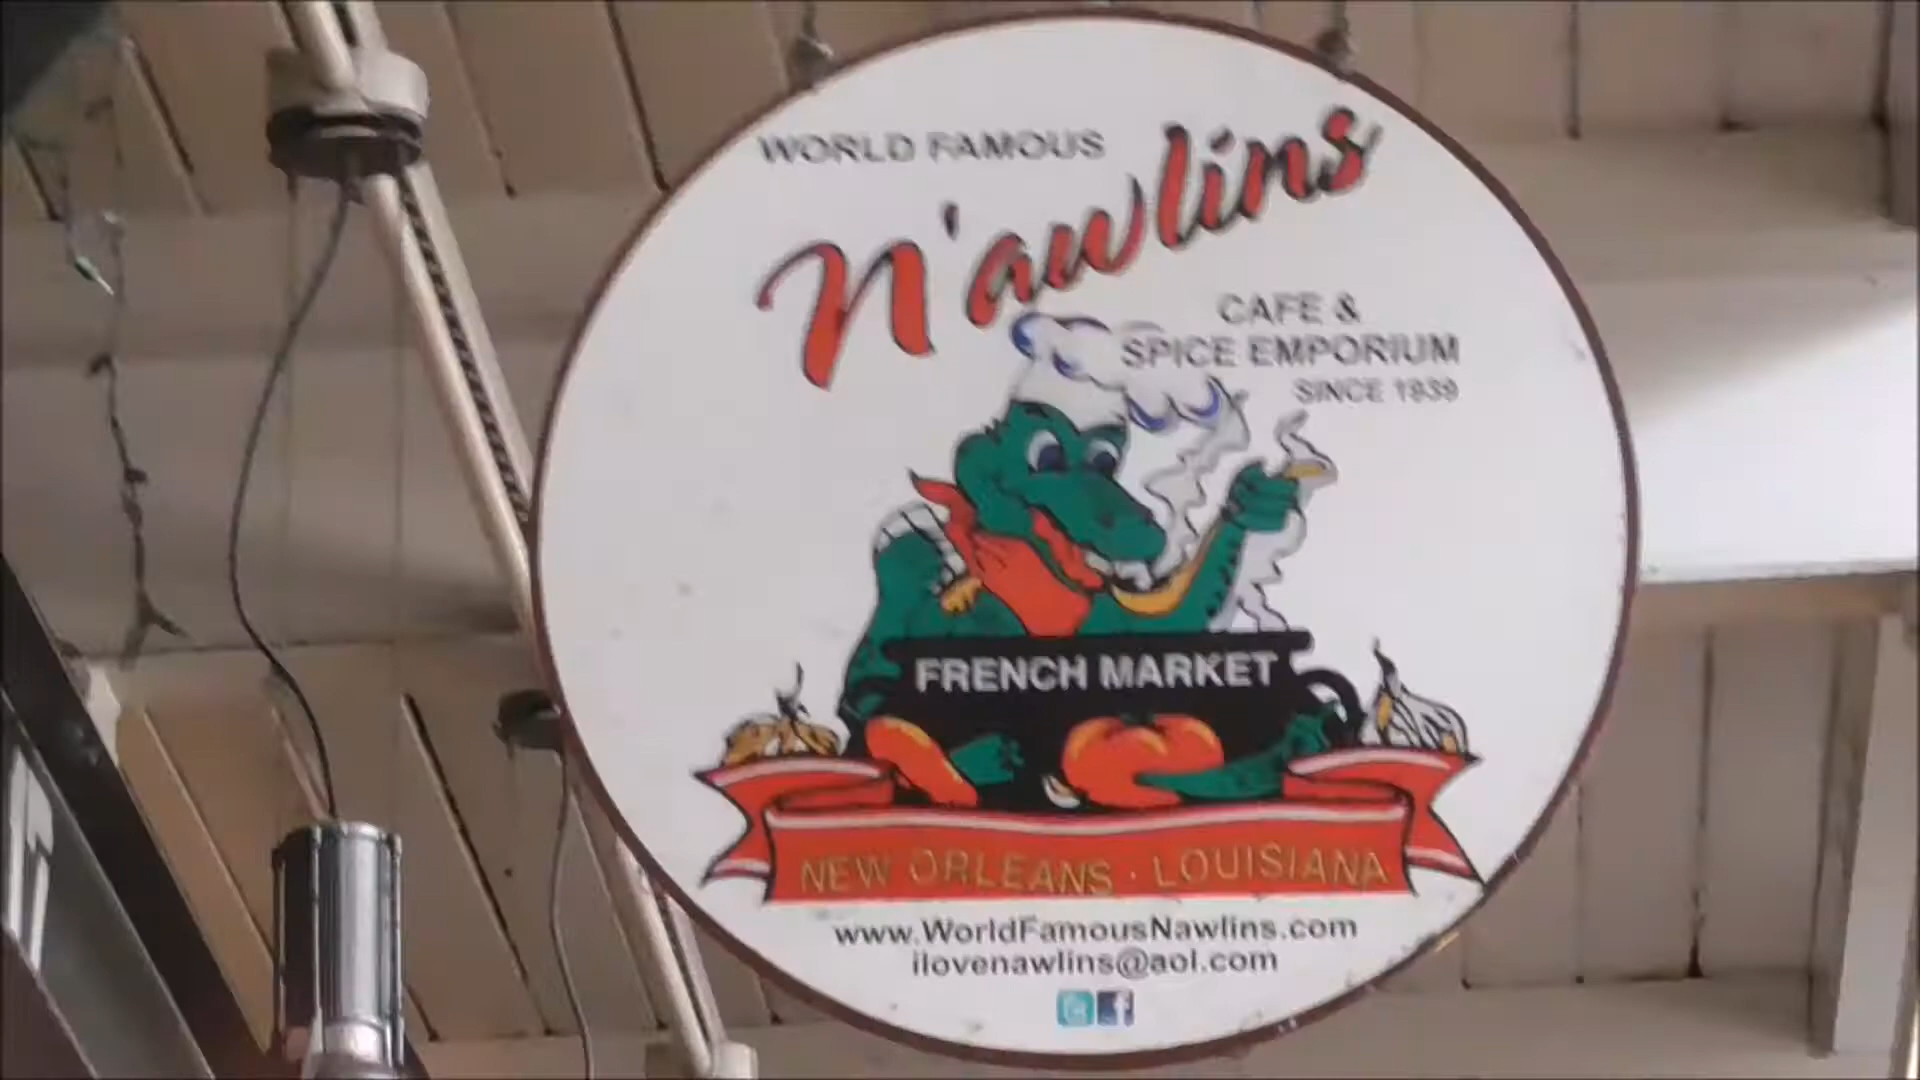 WORLD FAMOUS
N'awlins
CAFE &
SPICE EMPORIUM
SINCE 1939
FRENCH MARKET
NEW ORLEANS · LOUISIANA
www.WorldFamousNawlins.com
ilovenawlins@aol.com